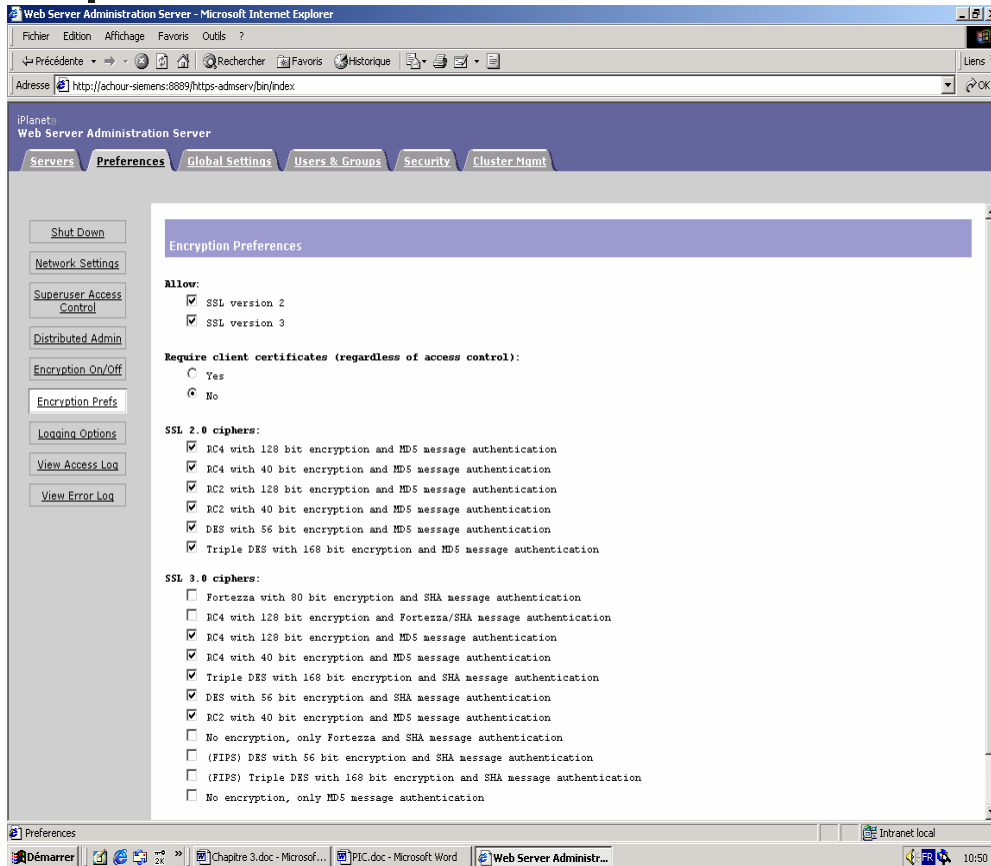 Web Server Administration Server - Microsoft Internet Explorer
Fichier Edition Affichage Favoris Outils ?
Précédente Rechercher Favoris Historique Liens
Adresse http://achour-siemens:8889/https-admserv/bin/index OK
iPlanet
Web Server Administration Server
Servers Preferences Global Settings Users & Groups Security Cluster Mgmt
Shut Down
Network Settings
Superuser Access
Control
Distributed Admin
Encryption On/Off
Encryption Prefs
Logging Options
View Access Log
View Error Log
Encryption Preferences
Allow:
SSL version 2
SSL version 3
Require client certificates (regardless of access control):
Yes
No
SSL 2.0 ciphers:
RC4 with 128 bit encryption and MD5 message authentication
RC4 with 40 bit encryption and MD5 message authentication
RC2 with 128 bit encryption and MD5 message authentication
RC2 with 40 bit encryption and MD5 message authentication
DES with 56 bit encryption and MD5 message authentication
Triple DES with 168 bit encryption and MD5 message authentication
SSL 3.0 ciphers:
Fortezza with 80 bit encryption and SHA message authentication
RC4 with 128 bit encryption and Fortezza/SHA message authentication
RC4 with 128 bit encryption and MD5 message authentication
RC4 with 40 bit encryption and MD5 message authentication
Triple DES with 168 bit encryption and SHA message authentication
DES with 56 bit encryption and SHA message authentication
RC2 with 40 bit encryption and MD5 message authentication
No encryption, only Fortezza and SHA message authentication
(FIPS) DES with 56 bit encryption and SHA message authentication
(FIPS) Triple DES with 168 bit encryption and SHA message authentication
No encryption, only MD5 message authentication
Preferences Intranet local
Démarrer 2K » Chapitre 3.doc - Microsof... PIC.doc - Microsoft Word Web Server Administr... FR 10:50